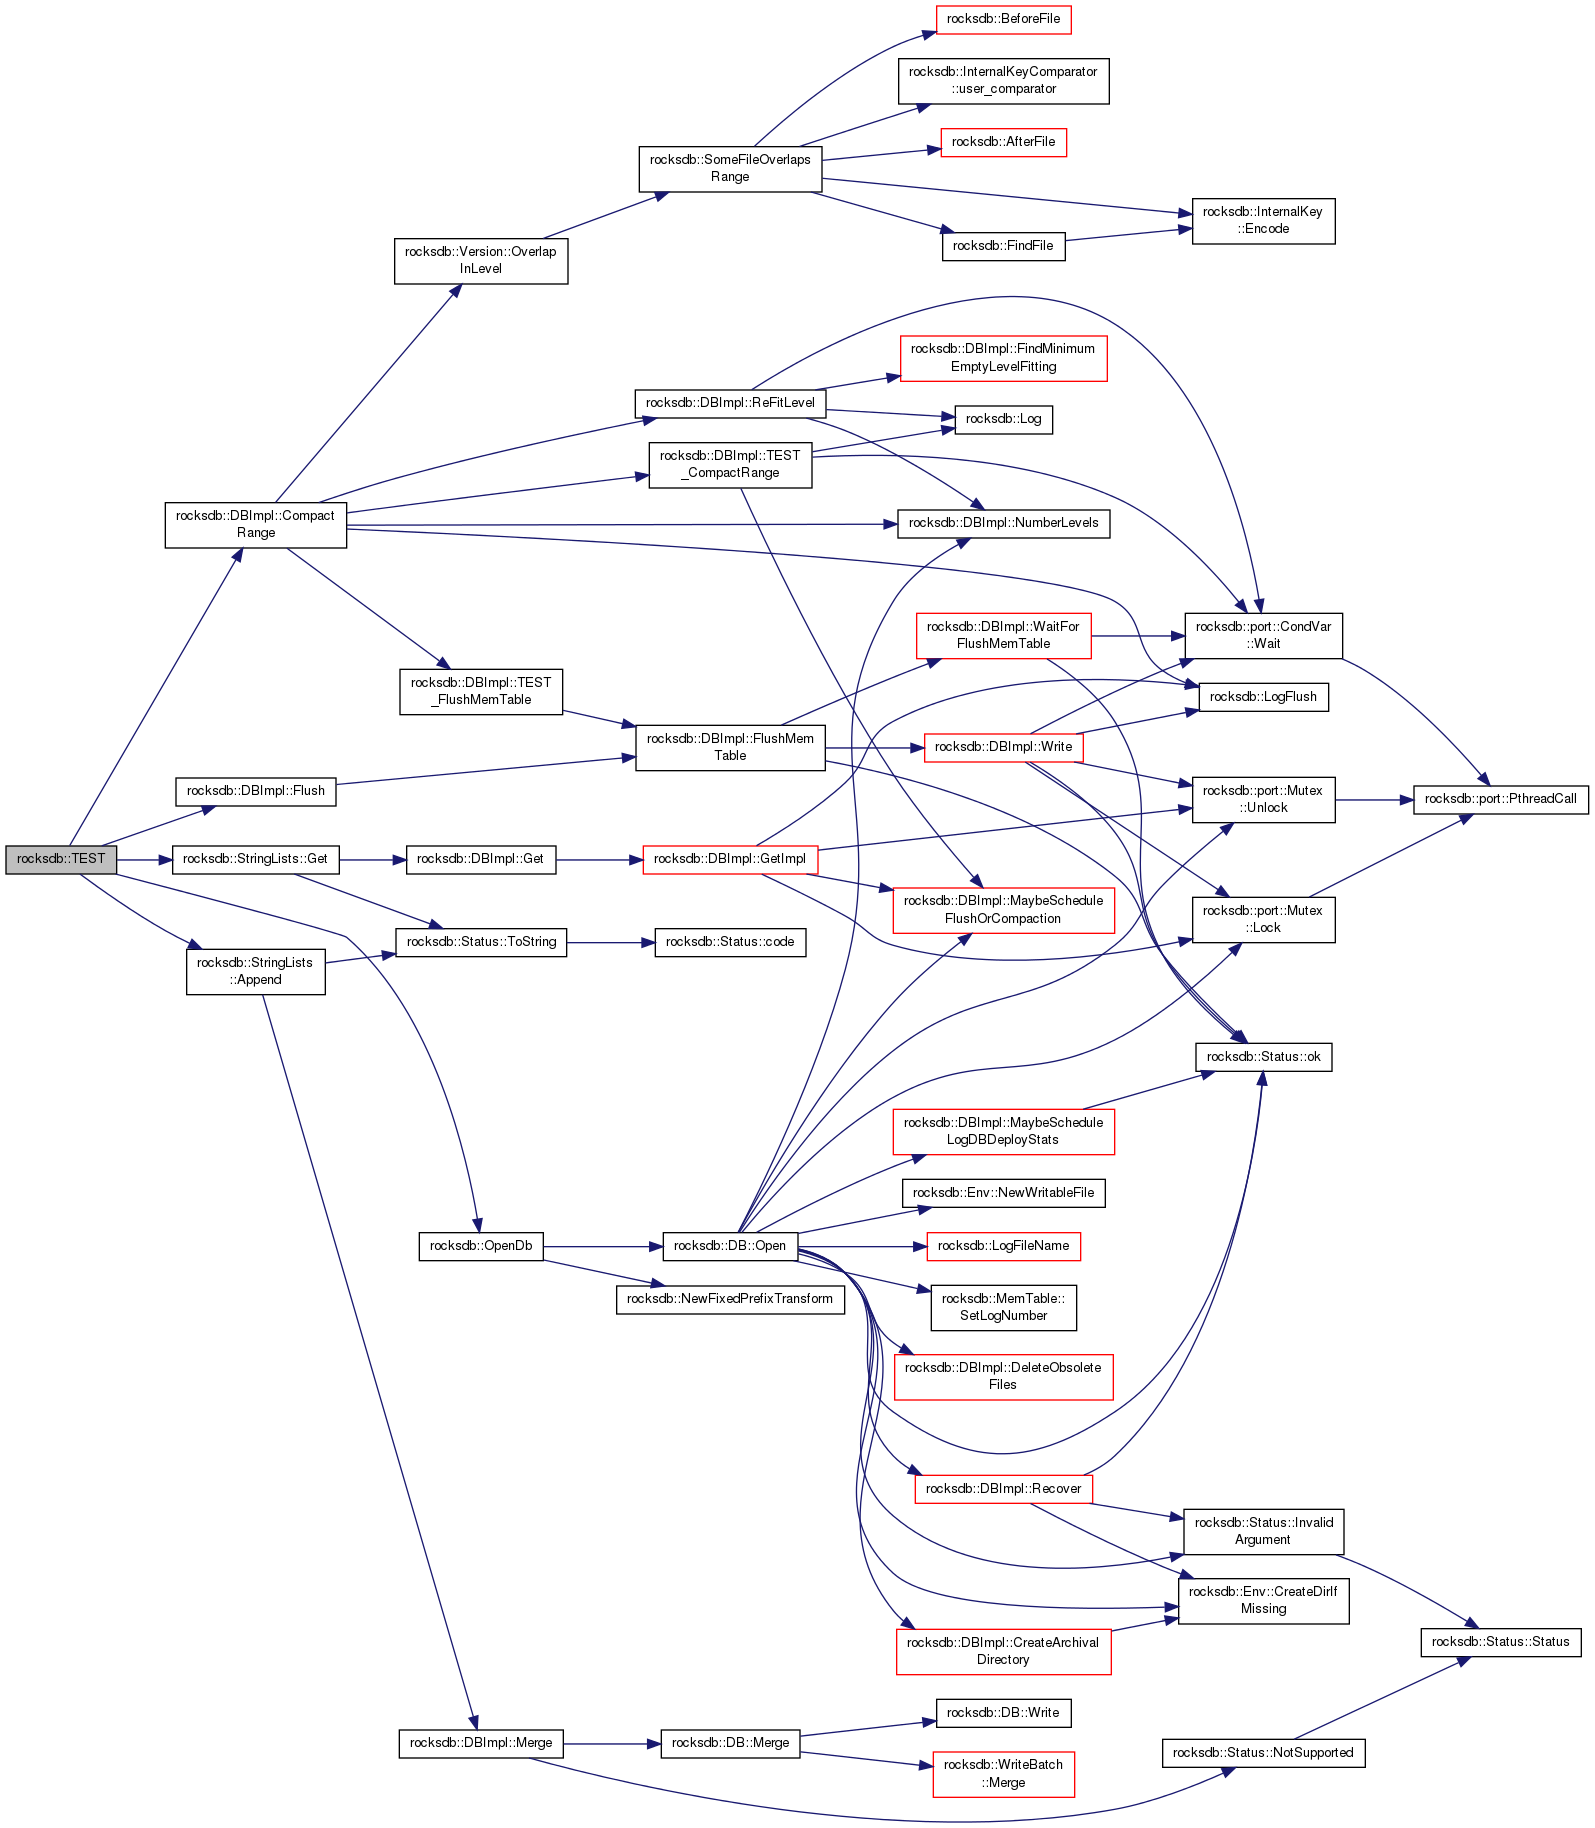 rocksdb::BeforeFile
rocksdb::InternalKeyComparator
::user_comparator
rocksdb::AfterFile
rocksdb::SomeFileOverlaps
Range
rocksdb::InternalKey
::Encode
rocksdb::FindFile
rocksdb::Version::Overlap
InLevel
rocksdb::DBImpl::FindMinimum
EmptyLevelFitting
rocksdb::DBImpl::ReFitLevel
rocksdb::Log
rocksdb::DBImpl::TEST
_CompactRange
rocksdb::DBImpl::Compact
Range
rocksdb::DBImpl::NumberLevels
rocksdb::DBImpl::WaitFor
FlushMemTable
rocksdb::port::CondVar
::Wait
rocksdb::DBImpl::TEST
_FlushMemTable
rocksdb::LogFlush
rocksdb::DBImpl::FlushMem
Table
rocksdb::DBImpl::Write
rocksdb::DBImpl::Flush
rocksdb::port::Mutex
::Unlock
rocksdb::port::PthreadCall
rocksdb::TEST
rocksdb::StringLists::Get
rocksdb::DBImpl::Get
rocksdb::DBImpl::GetImpl
rocksdb::DBImpl::MaybeSchedule
FlushOrCompaction
rocksdb::port::Mutex
::Lock
rocksdb::Status::ToString
rocksdb::Status::code
rocksdb::StringLists
::Append
rocksdb::Status::ok
rocksdb::DBImpl::MaybeSchedule
LogDBDeployStats
rocksdb::Env::NewWritableFile
rocksdb::OpenDb
rocksdb::DB::Open
rocksdb::LogFileName
rocksdb::NewFixedPrefixTransform
rocksdb::MemTable::
SetLogNumber
rocksdb::DBImpl::DeleteObsolete
Files
rocksdb::DBImpl::Recover
rocksdb::Status::Invalid
Argument
rocksdb::Env::CreateDirIf
Missing
rocksdb::DBImpl::CreateArchival
Directory
rocksdb::Status::Status
rocksdb::DB::Write
rocksdb::DBImpl::Merge
rocksdb::DB::Merge
rocksdb::Status::NotSupported
rocksdb::WriteBatch
::Merge